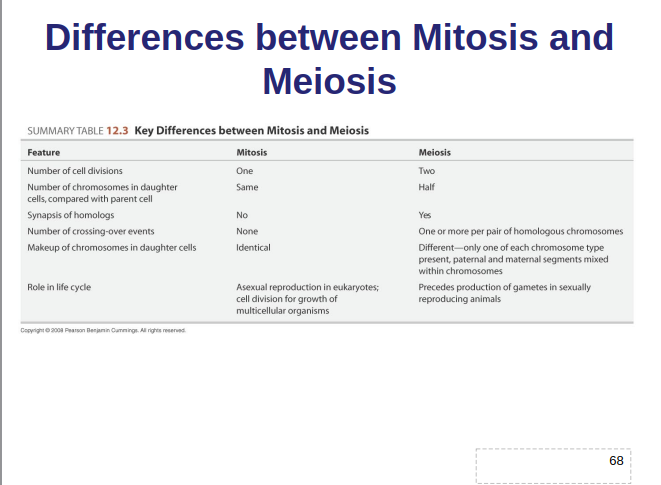 Differences between Mitosis and
Meiosis
SUMMARY TABLE 12.3 Key Differences between Mitosis and Meiosis
Feature Mitosis Meiosis
Number of cell divisions One Two
Number of chromosomes in daughter Same Half
cells, compared with parent cell
Synapsis of homologs No Yes
Number of crossing-over events None One or more per pair of homologous chromosomes
Makeup of chromosomes in daughter cells Identical Different—only one of each chromosome type
present, paternal and maternal segments mixed
within chromosomes
Role in life cycle Asexual reproduction in eukaryotes; Precedes production of gametes in sexually
cell division for growth of reproducing animals
multicellular organisms
Copyright © 2008 Pearson Benjamin Cummings. All rights reserved.
68